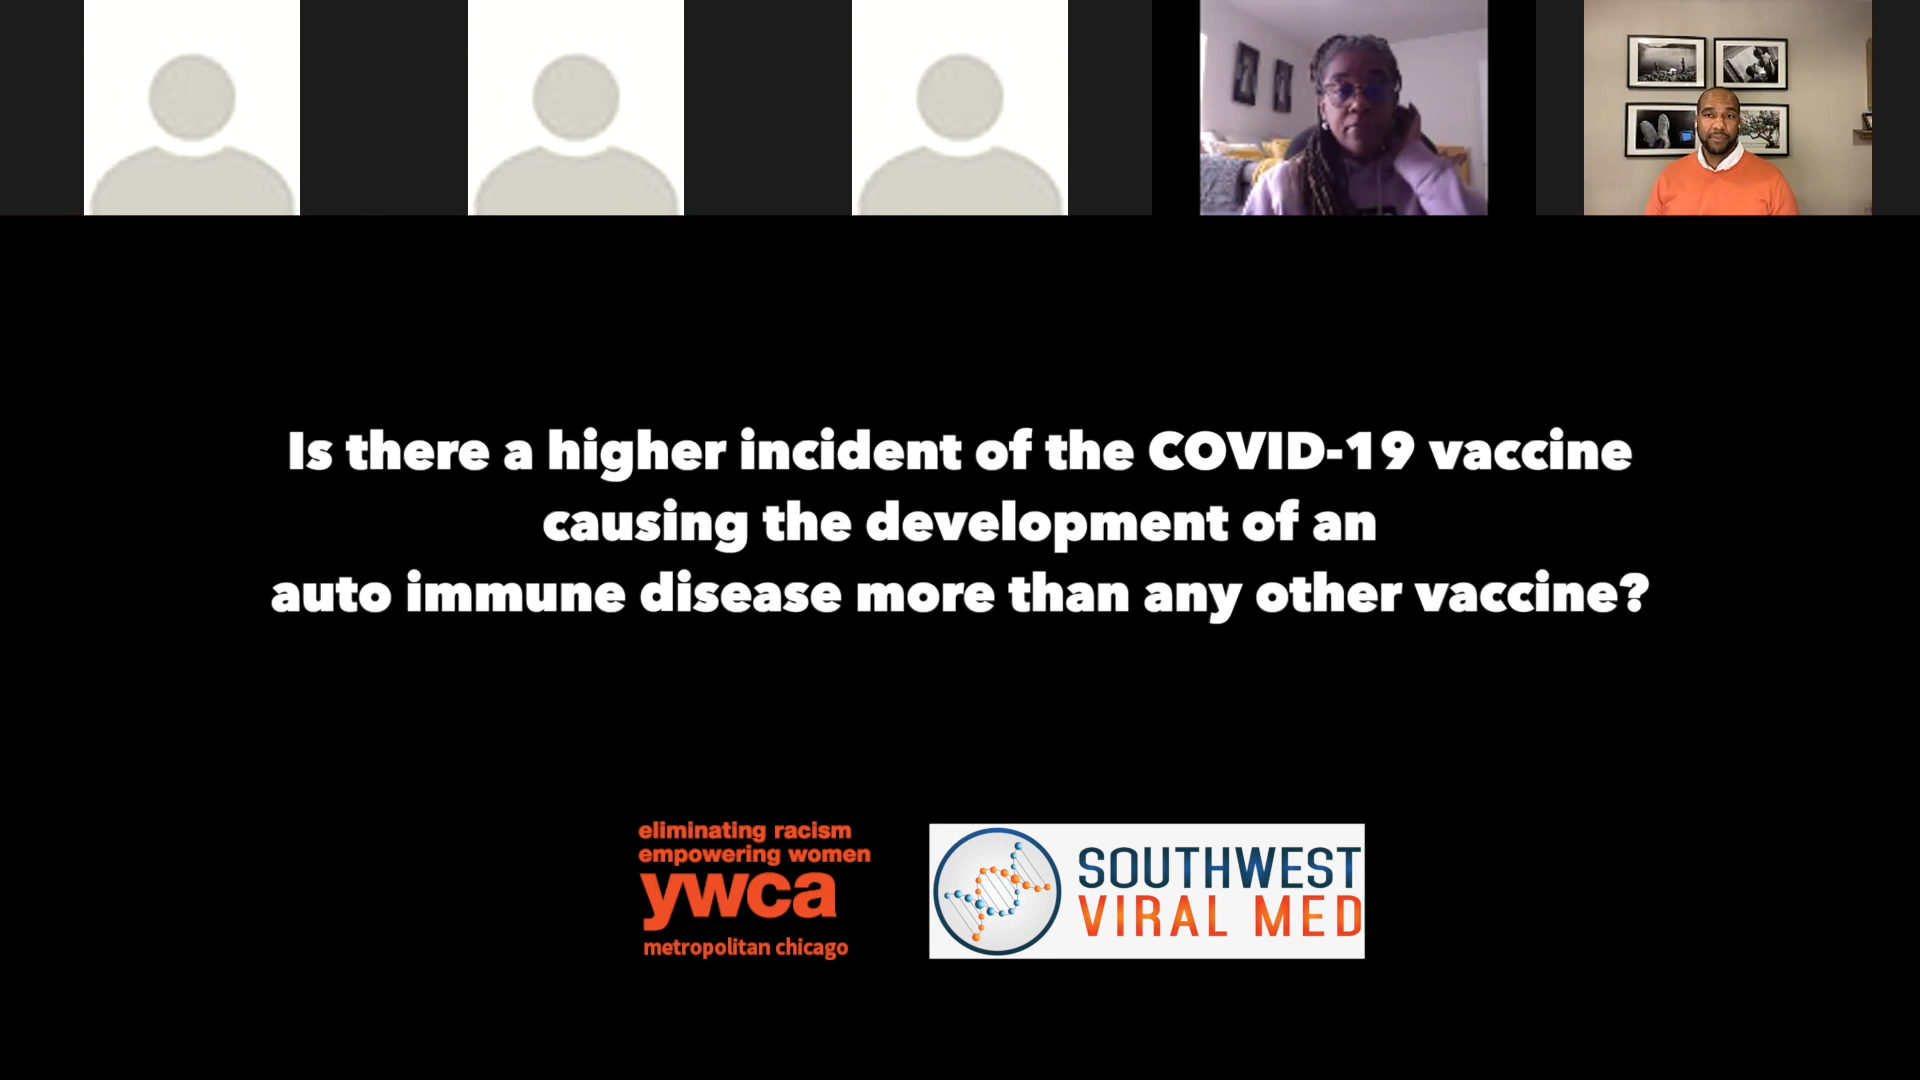 Is there a higher incident of the COVID-19 vaccine
causing the development of an
auto immune disease more than any other vaccine?
eliminating racism
empowering women
ywca
metropolitan chicago
SOUTHWEST
VIRAL MED